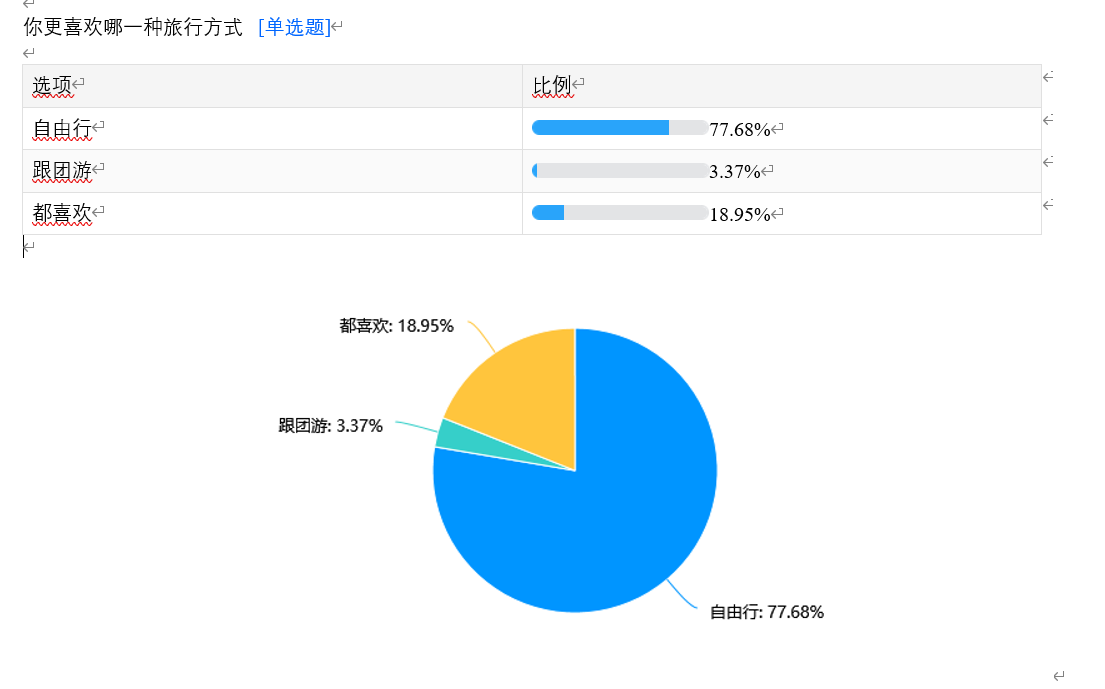 你更喜欢哪一种旅行方式 [单选题]
选项 比例
自由行 77.68%
跟团游 3.37%
都喜欢 18.95%
都喜欢: 18.95%
跟团游: 3.37%
自由行: 77.68%